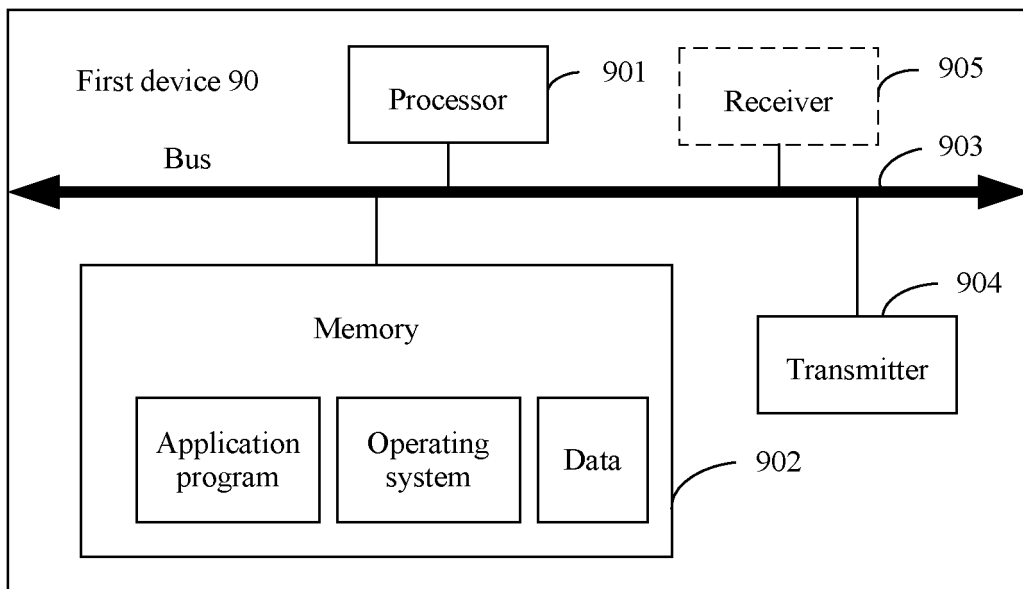 First device 90
Processor
901
Receiver
905
Bus
903
Memory
Application
program
Operating
system
Data
902
904
Transmitter